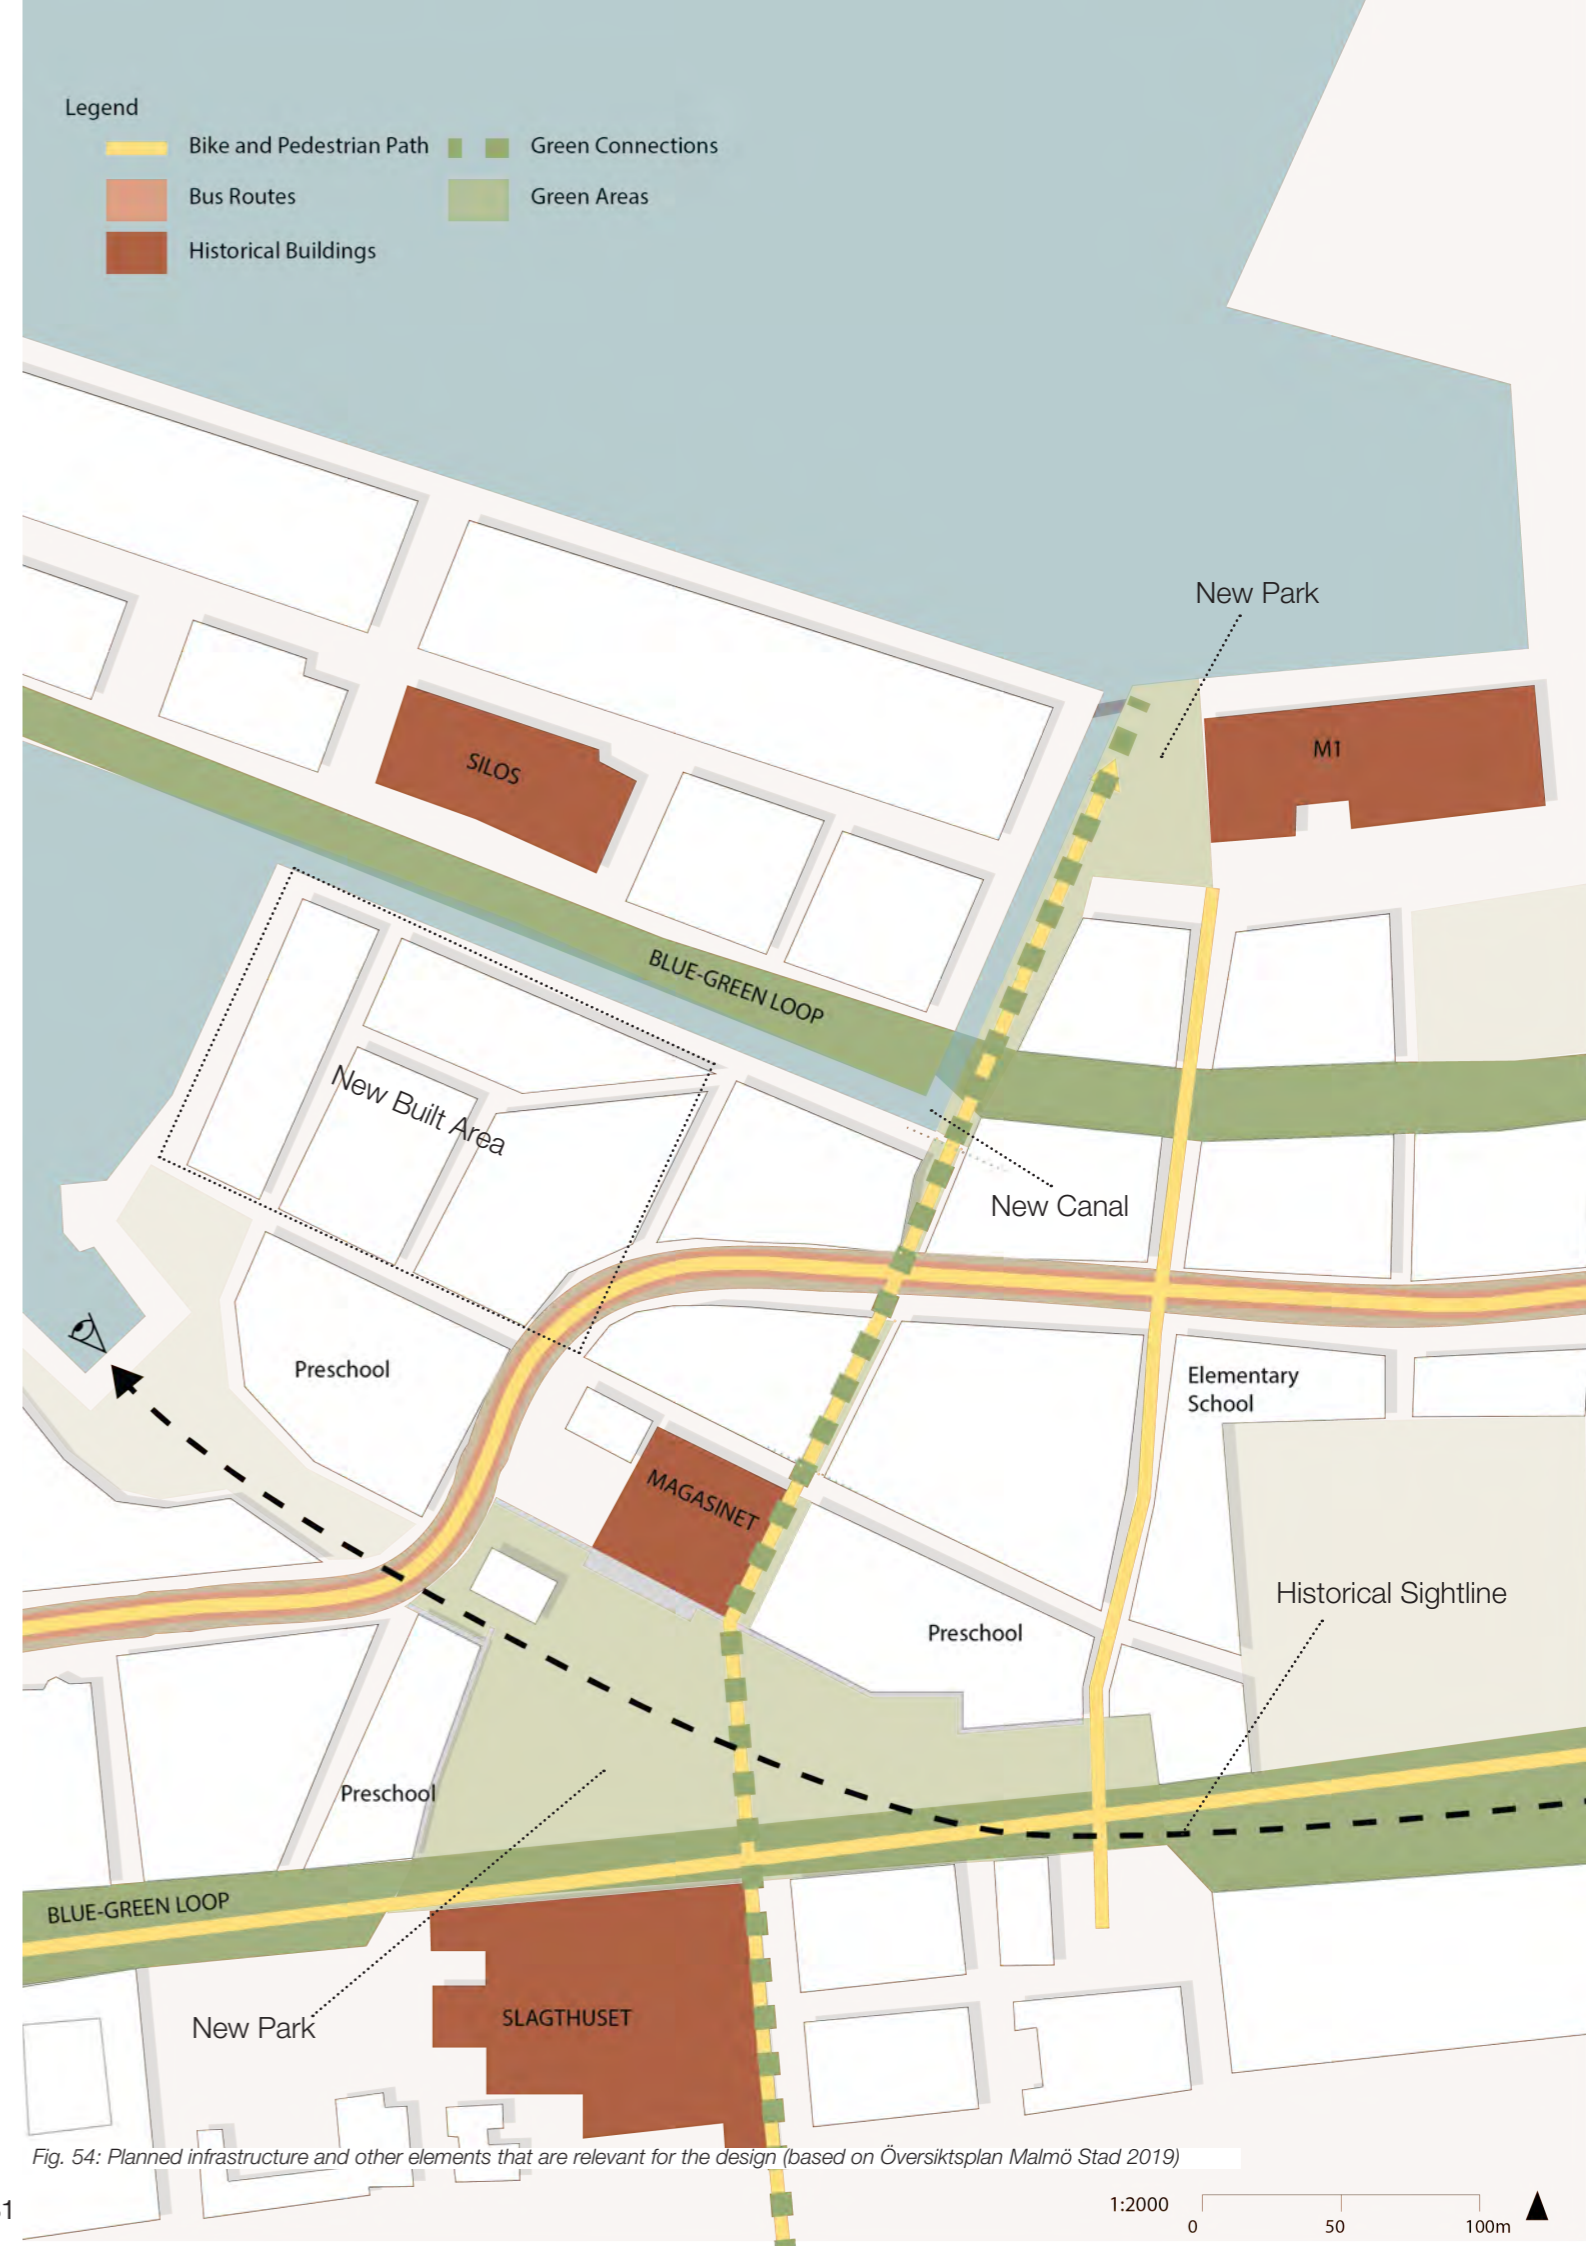 Legend
Bike and Pedestrian Path
Green Connections
Bus Routes
Green Areas
Historical Buildings
New Park
M1
SILOS
BLUE-GREEN LOOP
New Built Area
New Canal
Preschool
Elementary
School
MAGASINET
Historical Sightline
Preschool
Preschool
BLUE-GREEN LOOP
New Park
SLAGTHUSET
Fig. 54: Planned infrastructure and other elements that are relevant for the design (based on Översiktsplan Malmö Stad 2019)
1:2000
0 50 100m